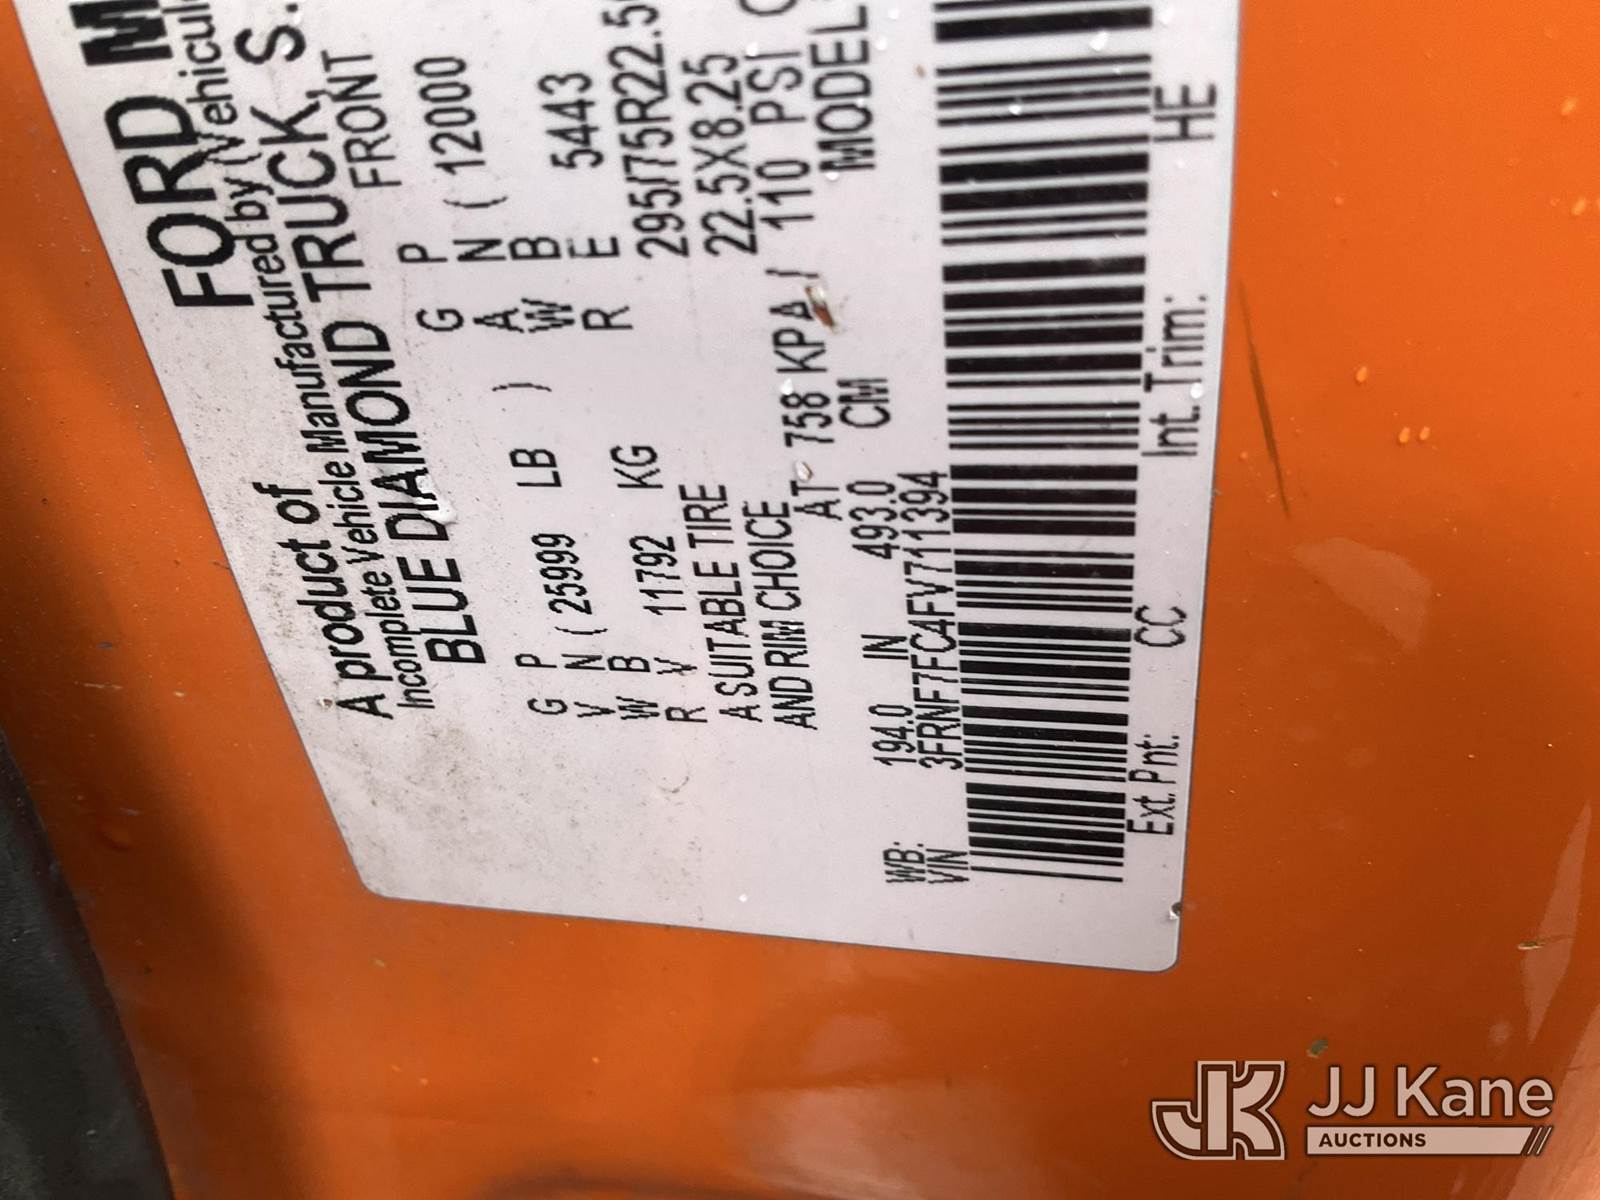 A product of FORD M
Incomplete Vehicle Manufactured by (Véhicul
BLUE DIAMOND TRUCK, S.
FRONT
G P G P
V N ( 25999 LB ) A N ( 12000
W B W B
R V 11792 KG R E 5443
A SUITABLE TIRE 295/75R22.5
AND RIM CHOICE 22.5X8.25
AT 758 KPA / 110 PSI
WB: 194.0 IN 493.0 CM MODEL
VIN 3FRNF7FC4FV711394
Ext. Pnt: CC Int. Trim: HE
JK
JJ Kane
AUCTIONS